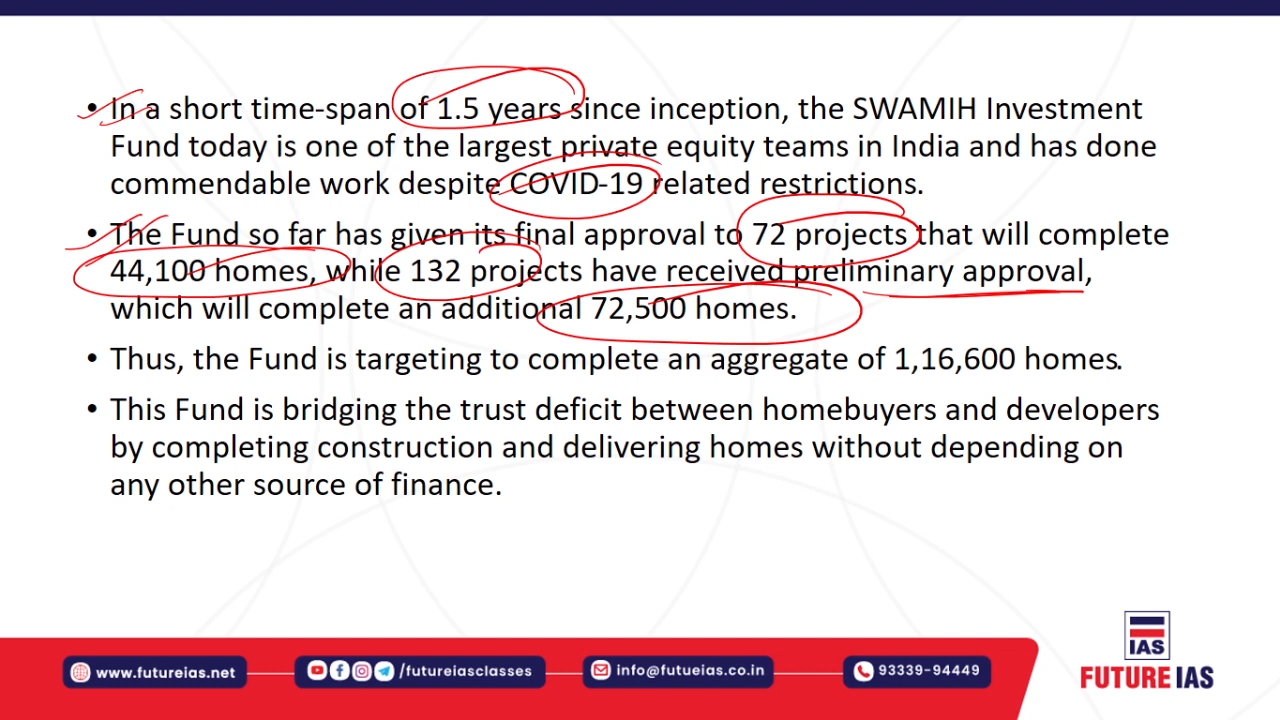 • In a short time-span of 1.5 years since inception, the SWAMIH Investment
Fund today is one of the largest private equity teams in India and has done
commendable work despite COVID-19 related restrictions.
• The Fund so far has given its final approval to 72 projects that will complete
44,100 homes, while 132 projects have received preliminary approval,
which will complete an additional 72,500 homes.
• Thus, the Fund is targeting to complete an aggregate of 1,16,600 homes.
• This Fund is bridging the trust deficit between homebuyers and developers
by completing construction and delivering homes without depending on
any other source of finance.
IAS
FUTURE IAS
www.futureias.net
/futureiasclasses
info@futueias.co.in
93339-94449